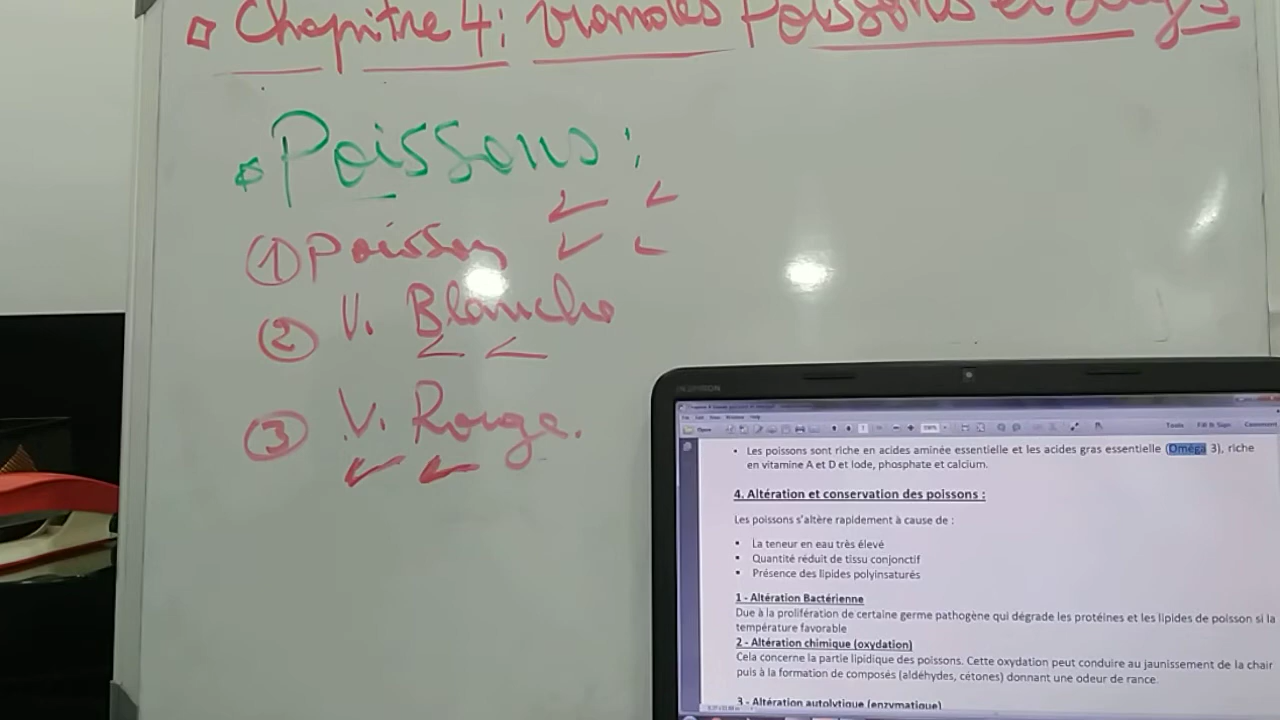 Chapitre 4: Viandes Poissons et Œufs
Poissons:
① Poisson
② V. Blanche
③ V. Rouge.
Tools Fill & Sign Comment
• Les poissons sont riche en acides aminée essentielle et les acides gras essentielle (Oméga 3), riche
en vitamine A et D et Iode, phosphate et calcium.
4. Altération et conservation des poissons :
Les poissons s'altère rapidement à cause de :
• La teneur en eau très élevé
• Quantité réduit de tissu conjonctif
• Présence des lipides polyinsaturés
1 - Altération Bactérienne
Due à la prolifération de certaine germe pathogène qui dégrade les protéines et les lipides de poisson si la
température favorable
2 - Altération chimique (oxydation)
Cela concerne la partie lipidique des poissons. Cette oxydation peut conduire au jaunissement de la chair
puis à la formation de composés (aldéhydes, cétones) donnant une odeur de rance.
3 - Altération autolytique (enzymatique)